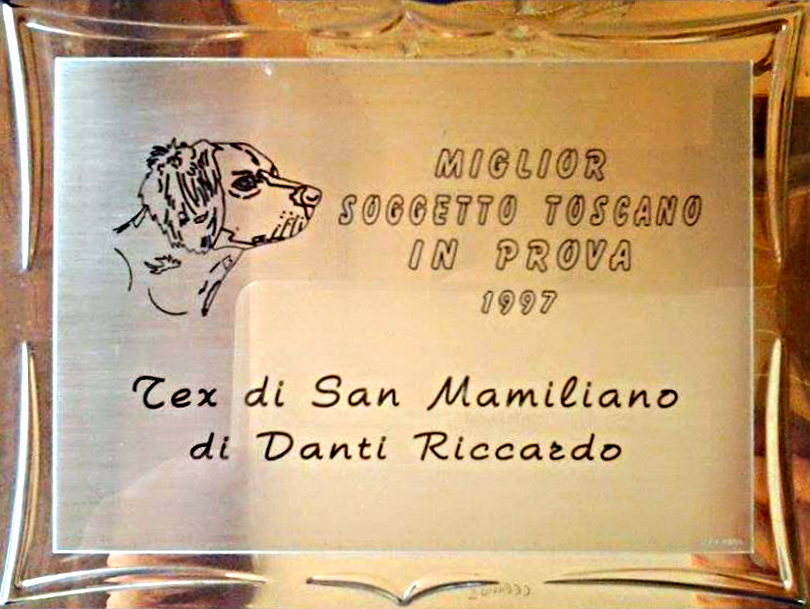 MIGLIOR
SOGGETTO TOSCANO
IN PROVA
1997
Tex di San Mamiliano
di Danti Riccardo